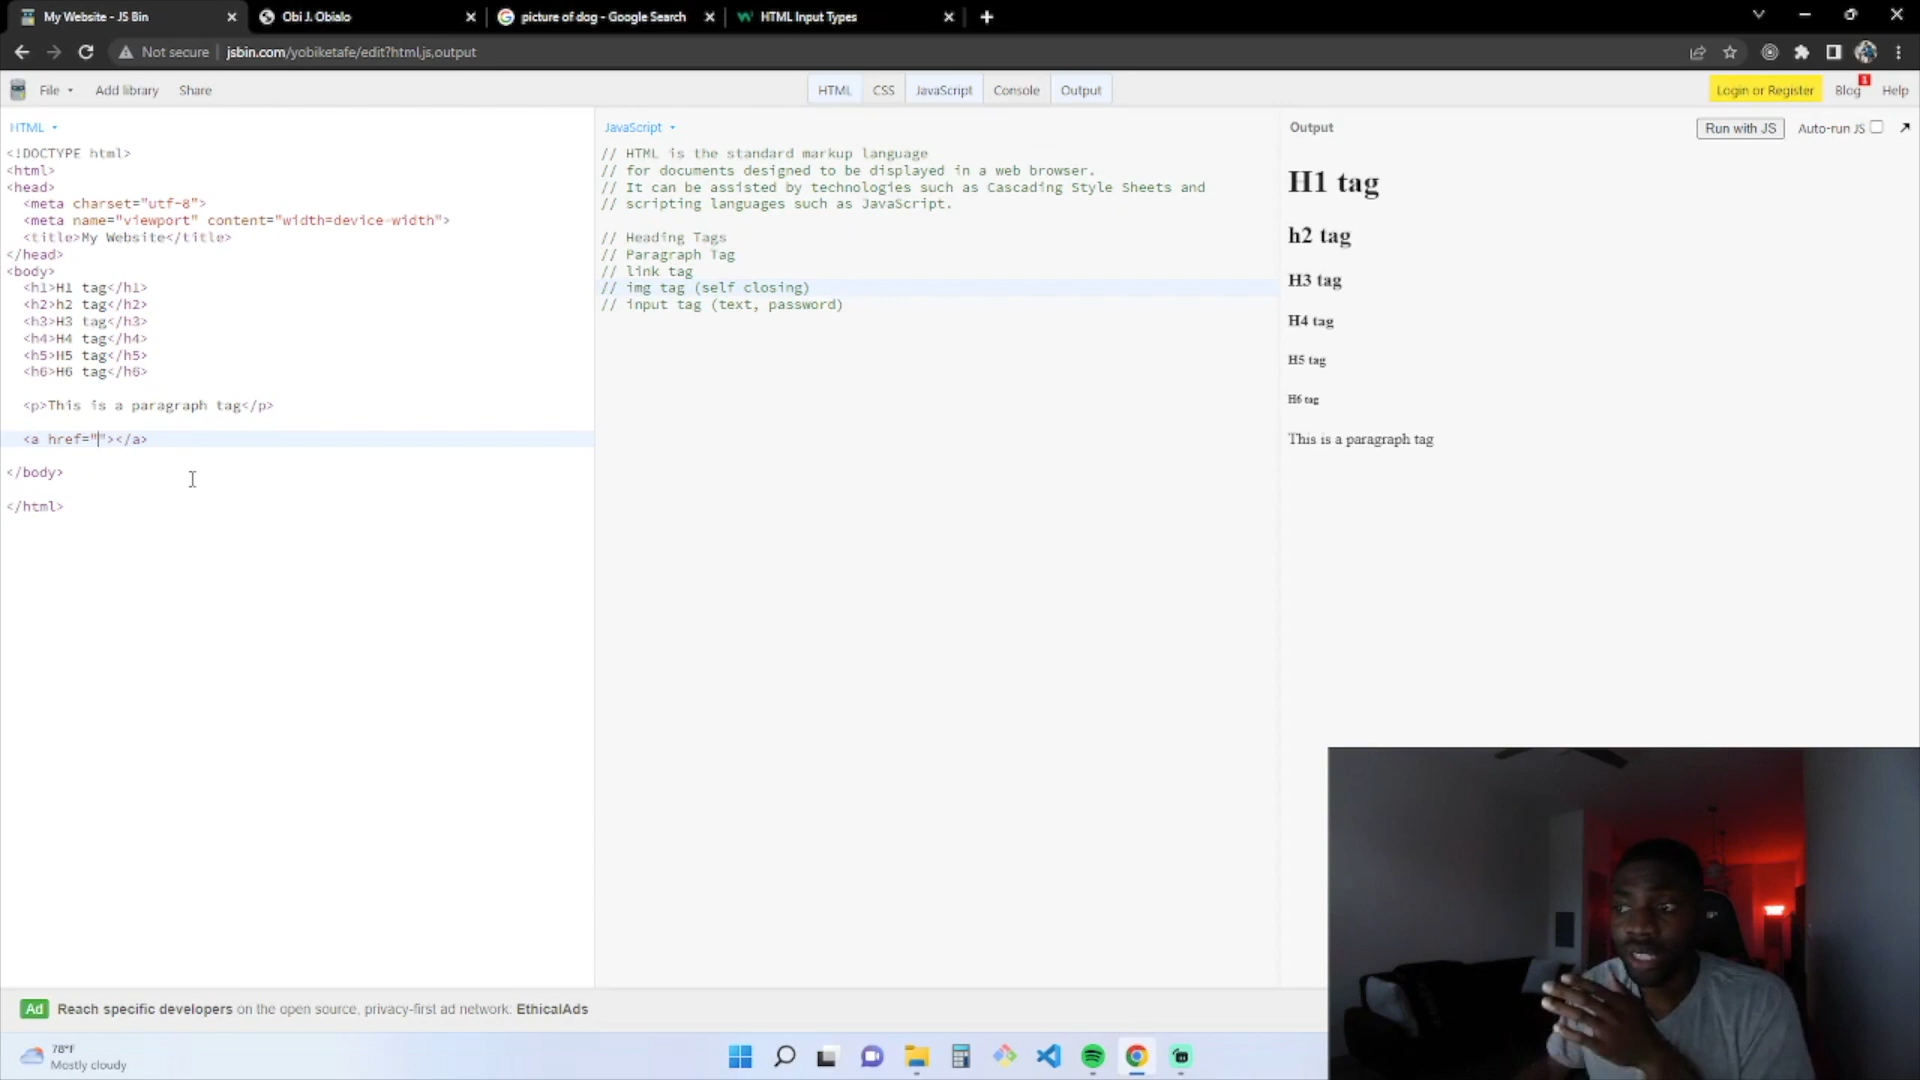 My Website - JS Bin
Obi J. Obialo
picture of dog - Google Search
HTML Input Types
Not secure
jsbin.com/yobiketafe/edit?html,js,output
File
Add library
Share
HTML
CSS
JavaScript
Console
Output
Login or Register
Blog
1
Help
HTML
<!DOCTYPE html>
<html>
<head>
<meta charset="utf-8">
<meta name="viewport" content="width=device-width">
<title>My Website</title>
</head>
<body>
<h1>H1 tag</h1>
<h2>h2 tag</h2>
<h3>H3 tag</h3>
<h4>H4 tag</h4>
<h5>H5 tag</h5>
<h6>H6 tag</h6>
<p>This is a paragraph tag</p>
<a href=""></a>
</body>
</html>
JavaScript
// HTML is the standard markup language
// for documents designed to be displayed in a web browser.
// It can be assisted by technologies such as Cascading Style Sheets and
// scripting languages such as JavaScript.
// Heading Tags
// Paragraph Tag
// link tag
// img tag (self closing)
// input tag (text, password)
Output
Run with JS
Auto-run JS
H1 tag
h2 tag
H3 tag
H4 tag
H5 tag
H6 tag
This is a paragraph tag
Ad
Reach specific developers on the open source, privacy-first ad network: EthicalAds
78°F
Mostly cloudy